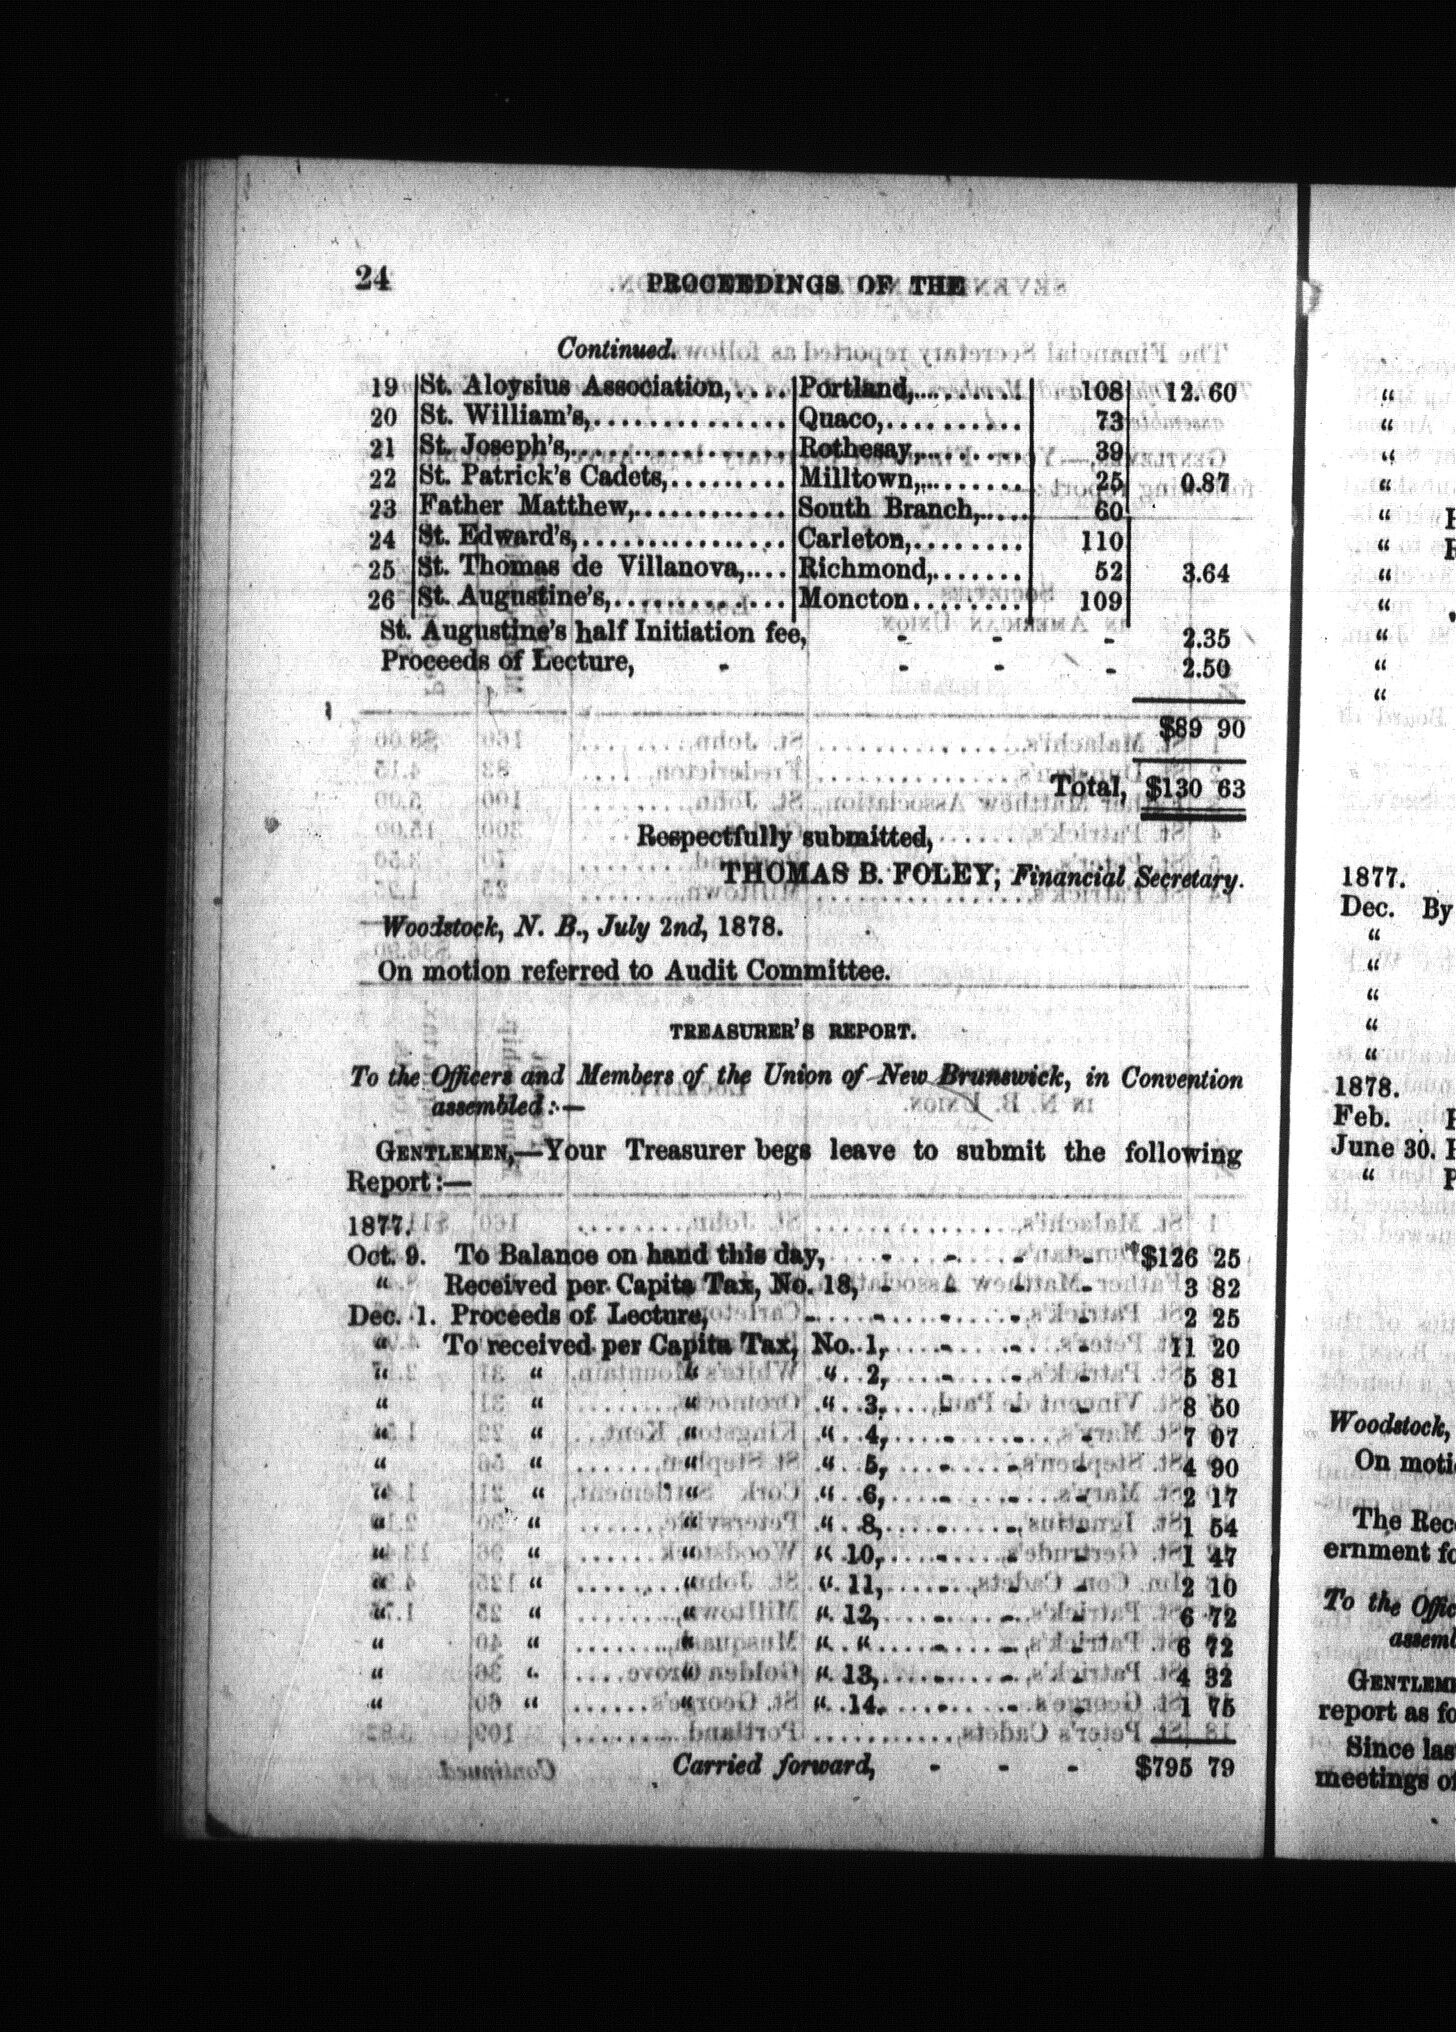 24 PROCEEDINGS OF THE
Continued.
19 St. Aloysius Association,.... Portland,......... 108 12.60
20 St. William's,............... Quaco,.......... 73
21 St. Joseph's,................ Rothesay,........ 39
22 St. Patrick's Cadets,......... Milltown,......... 25 0.87
23 Father Matthew,............ South Branch,..... 60
24 St. Edward's,................ Carleton,........ 110
25 St. Thomas de Villanova,.... Richmond,....... 52 3.64
26 St. Augustine's,............. Moncton........ 109
St. Augustine's half Initiation fee, - - - 2.35
Proceeds of Lecture, - - - - 2.50
$89 90
Total, $130 63
Respectfully submitted,
THOMAS B. FOLEY, Financial Secretary.
Woodstock, N. B., July 2nd, 1878.
On motion referred to Audit Committee.
TREASURER'S REPORT.
To the Officers and Members of the Union of New Brunswick, in Convention
assembled:—
GENTLEMEN,—Your Treasurer begs leave to submit the following
Report:—
1877.
Oct. 9. To Balance on hand this day, - - - - $126 25
" Received per Capita Tax, No. 18, - - - - 3 82
Dec. 1. Proceeds of Lecture, - - - - - 2 25
" To received per Capita Tax, No. 1, - - - 11 20
" " " " 2, - - - 5 81
" " " " 3, - - - 8 50
" " " " 4, - - - 7 07
" " " " 5, - - - 4 90
" " " " 6, - - - 2 17
" " " " 8, - - - 1 54
" " " " 10, - - - 1 47
" " " " 11, - - - 2 10
" " " " 12, - - - 6 72
" " " " " - - - 6 72
" " " " 13, - - - 4 32
" " " " 14. - - - 1 75
Carried forward, - - - $795 79
"
"
"
"
"
"
"
"
"
"
"
1877.
Dec. By
"
"
"
"
"
1878.
Feb.
June 30.
"
Woodstock,
On moti
The Rec
ernment fo
To the Offic
assemb
GENTLEM
report as fo
Since las
meetings of